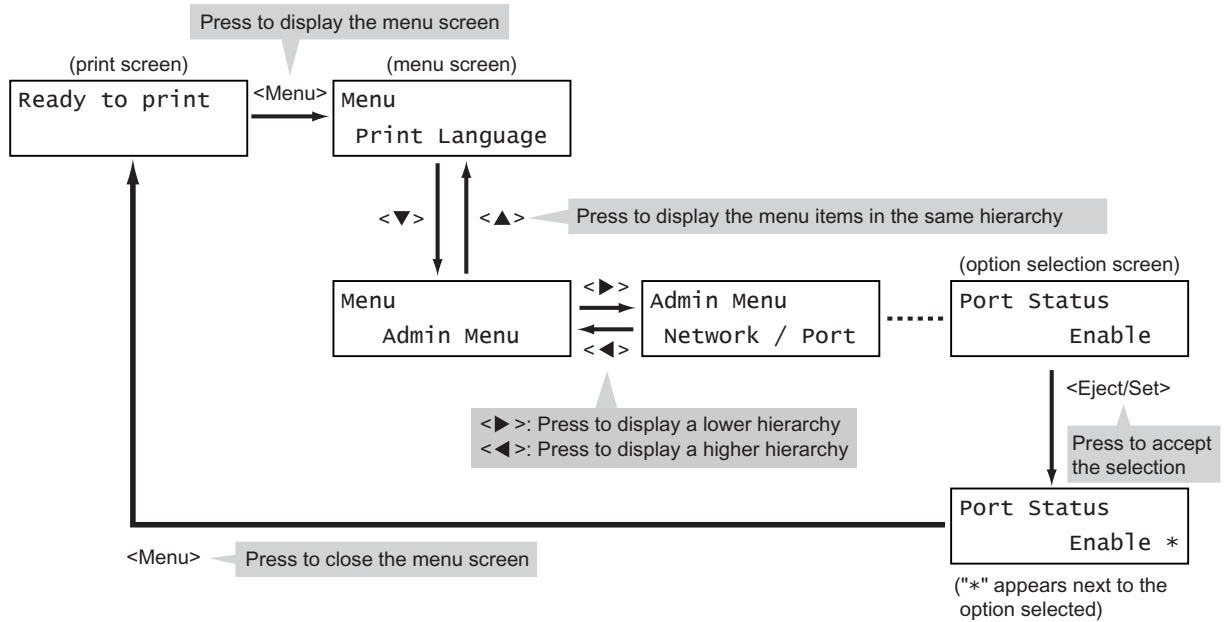 Press to display the menu screen
(print screen)
(menu screen)
Ready to print
<Menu>
Menu
Print Language
<▼>
<▲>
Press to display the menu items in the same hierarchy
(option selection screen)
Menu
Admin Menu
<▶>
<◀>
Admin Menu
Network / Port
Port Status
Enable
<▶>: Press to display a lower hierarchy
<◀>: Press to display a higher hierarchy
<Eject/Set>
Press to accept
the selection
Port Status
Enable *
<Menu>
Press to close the menu screen
("*" appears next to the
option selected)